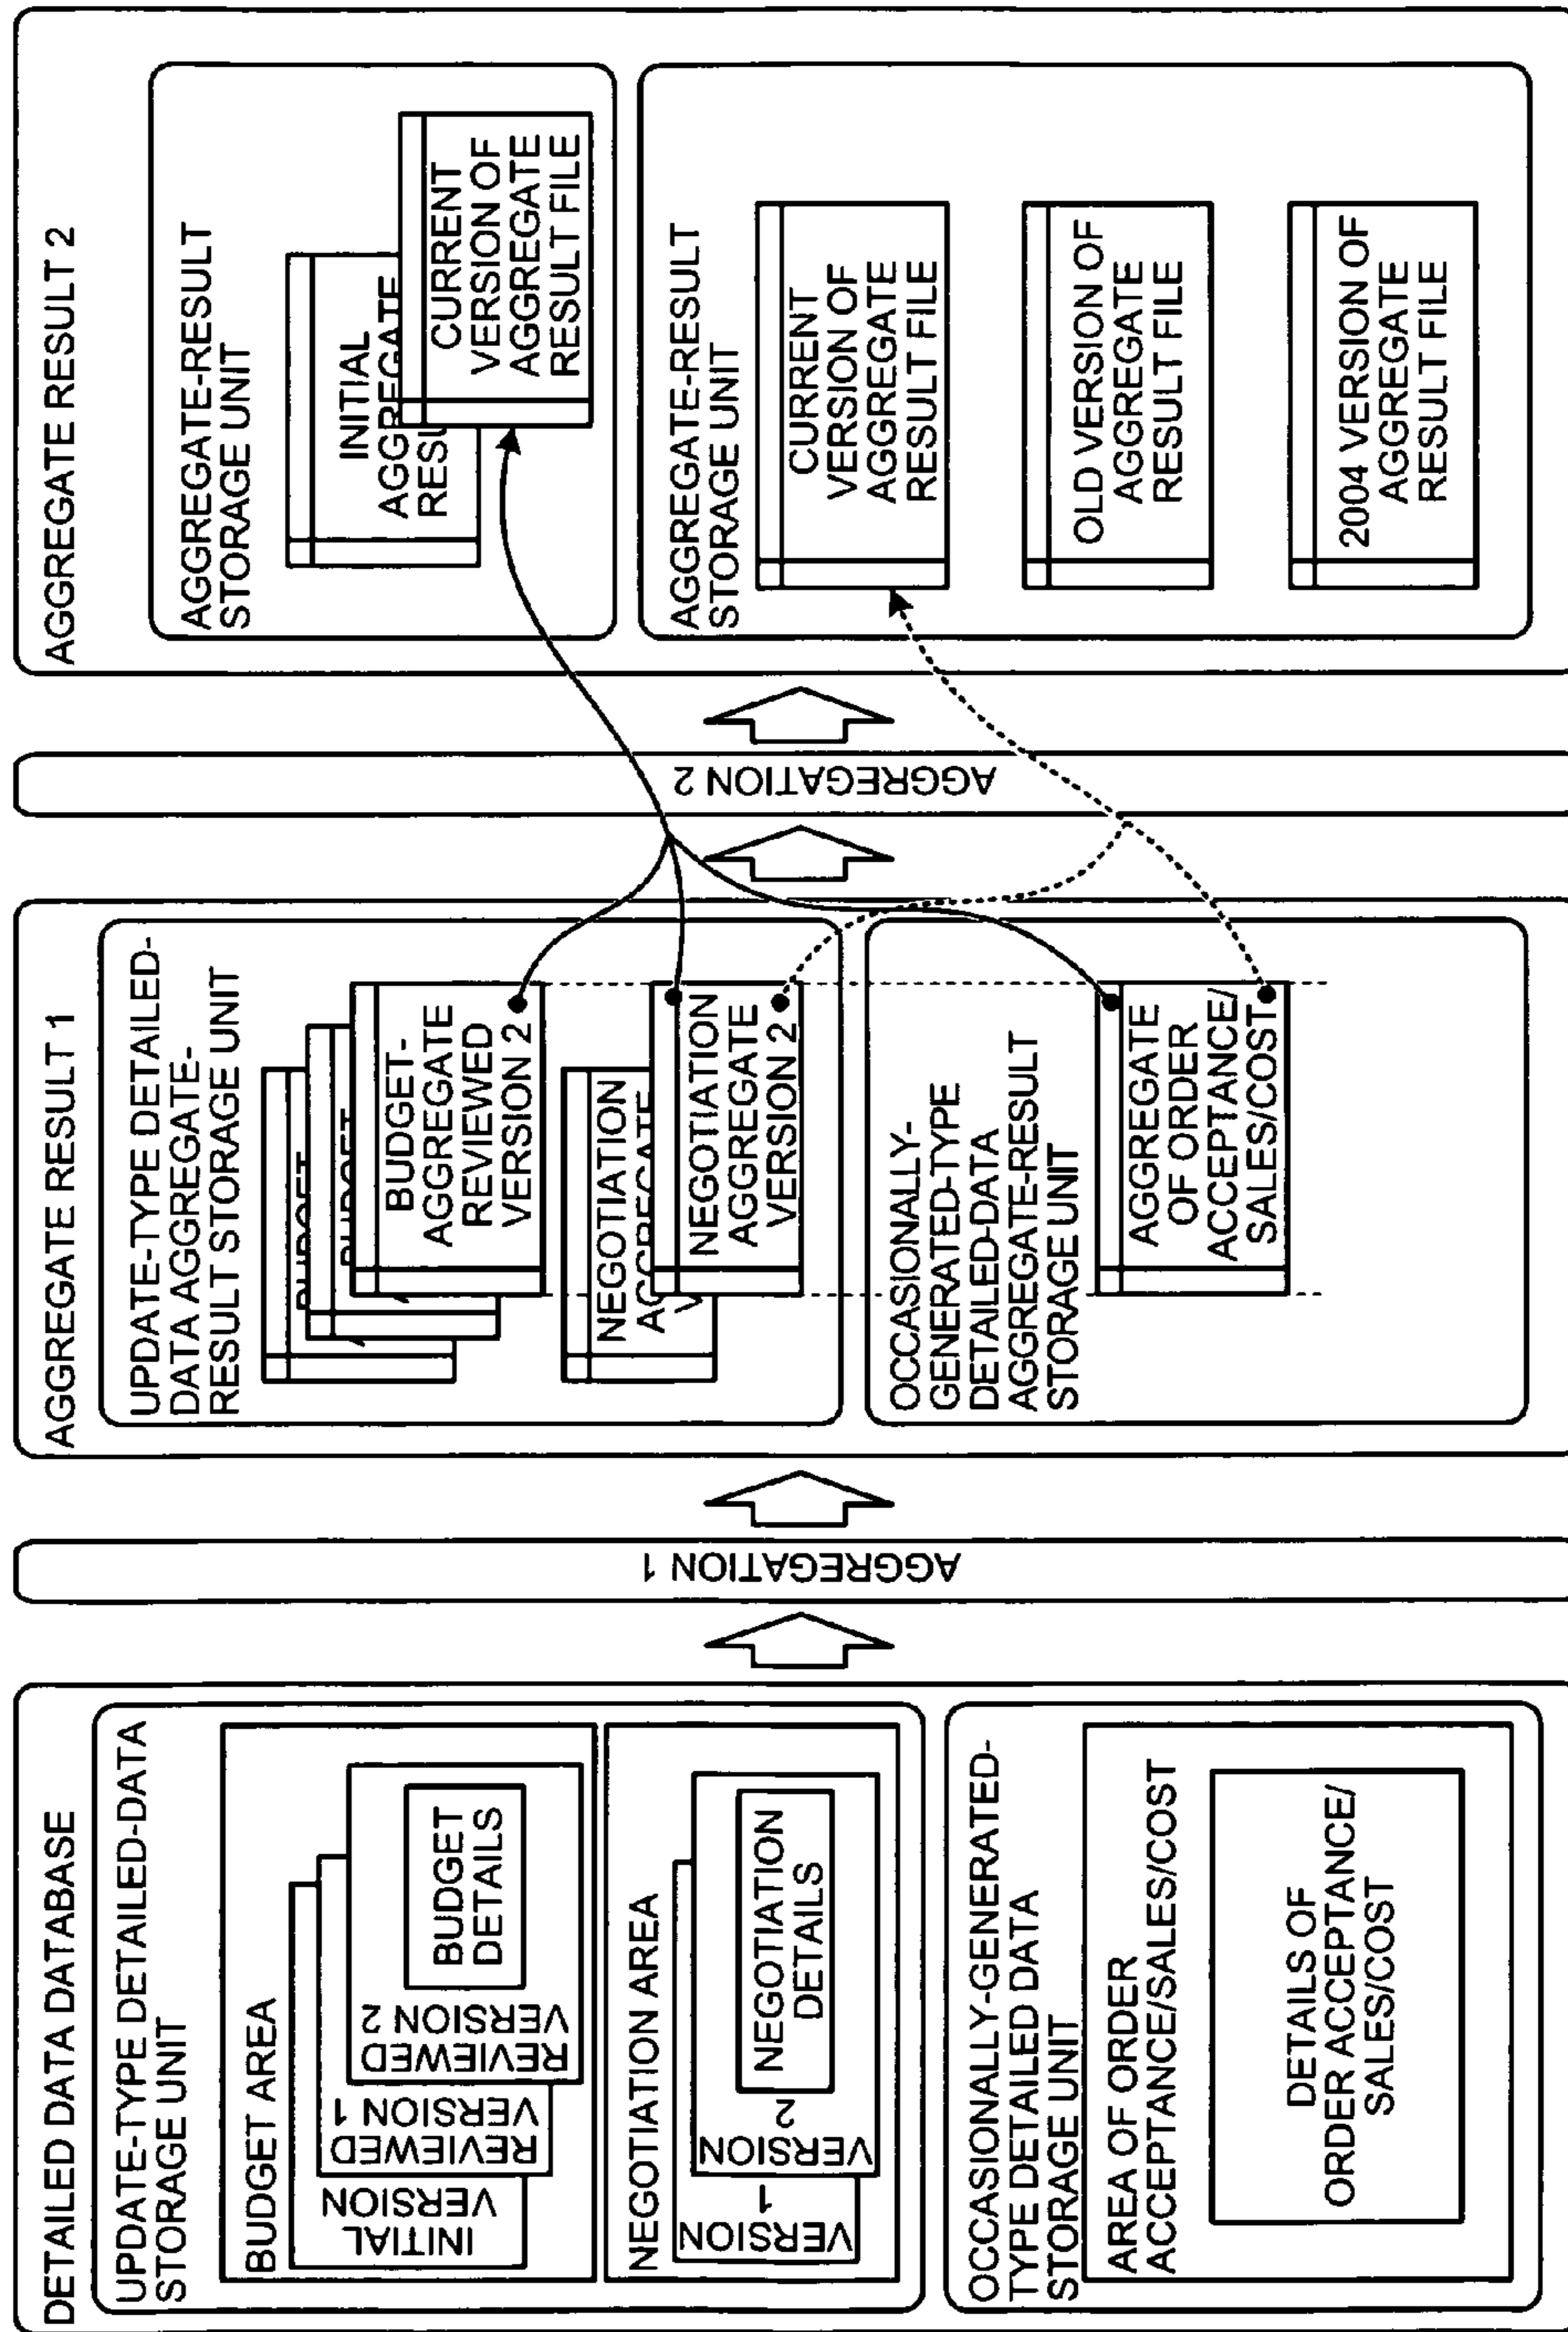 DETAILED DATA DATABASE
UPDATE-TYPE DETAILED-DATA
STORAGE UNIT
BUDGET AREA
INITIAL
VERSION
REVIEWED
VERSION 1
REVIEWED
VERSION 2
BUDGET
DETAILS
NEGOTIATION AREA
VERSION
1
VERSION
2
NEGOTIATION
DETAILS
OCCASIONALLY-GENERATED-
TYPE DETAILED DATA
STORAGE UNIT
AREA OF ORDER
ACCEPTANCE/SALES/COST
DETAILS OF
ORDER ACCEPTANCE/
SALES/COST
AGGREGATION 1
AGGREGATE RESULT 1
UPDATE-TYPE DETAILED-
DATA AGGREGATE-
RESULT STORAGE UNIT
BUDGET-
AGGREGATE
REVIEWED
VERSION 2
NEGOTIATION
AGGREGATE
NEGOTIATION
AGGREGATE
VERSION 2
OCCASIONALLY-
GENERATED-TYPE
DETAILED-DATA
AGGREGATE-RESULT
STORAGE UNIT
AGGREGATE
OF ORDER
ACCEPTANCE/
SALES/COST
AGGREGATION 2
AGGREGATE RESULT 2
AGGREGATE-RESULT
STORAGE UNIT
INITIAL
AGGREGATE
CURRENT
VERSION OF
AGGREGATE
RESULT FILE
AGGREGATE-RESULT
STORAGE UNIT
CURRENT
VERSION OF
AGGREGATE
RESULT FILE
OLD VERSION OF
AGGREGATE
RESULT FILE
2004 VERSION OF
AGGREGATE
RESULT FILE